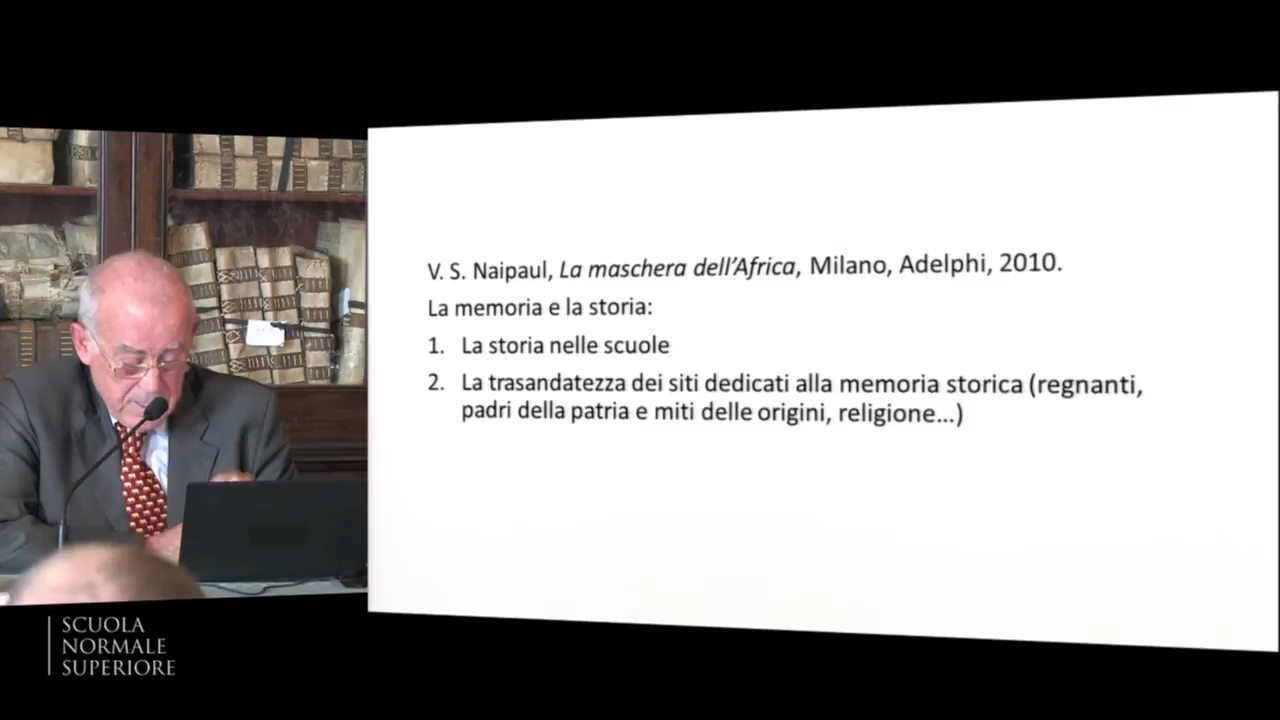 V. S. Naipaul, La maschera dell'Africa, Milano, Adelphi, 2010.
La memoria e la storia:
1. La storia nelle scuole
2. La trasandatezza dei siti dedicati alla memoria storica (regnanti,
padri della patria e miti delle origini, religione...)
SCUOLA
NORMALE
SUPERIORE